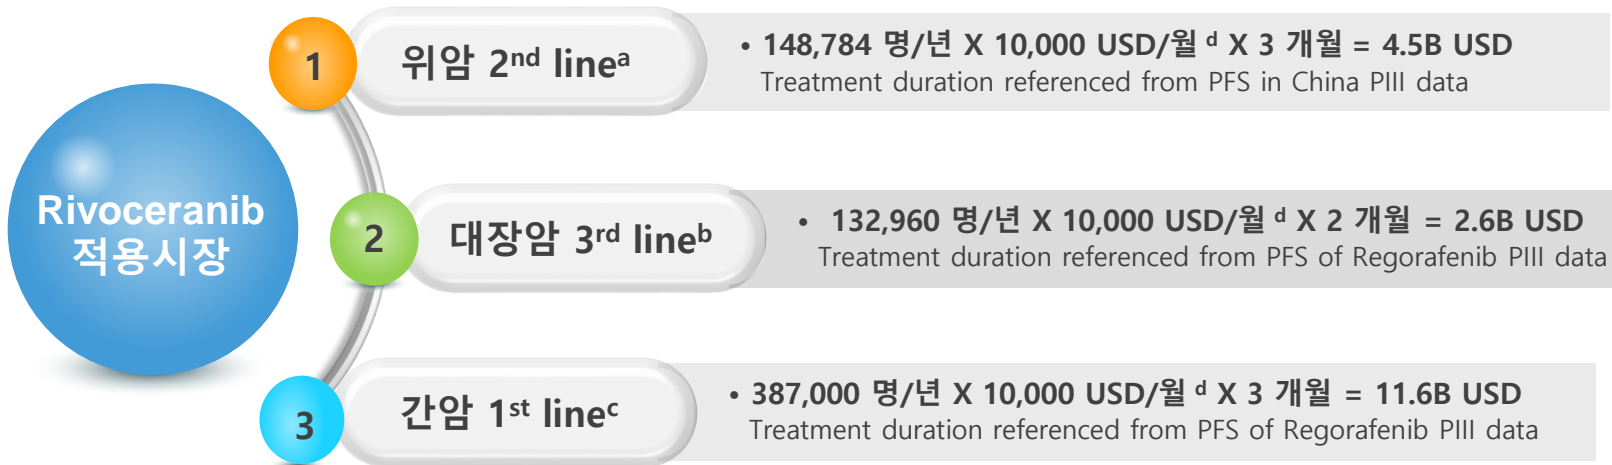 Rivoceranib
적용시장
1
위암 2nd lineᵃ
• 148,784 명/년 X 10,000 USD/월 ᵈ X 3 개월 = 4.5B USD
Treatment duration referenced from PFS in China PIII data
2
대장암 3rd lineᵇ
• 132,960 명/년 X 10,000 USD/월 ᵈ X 2 개월 = 2.6B USD
Treatment duration referenced from PFS of Regorafenib PIII data
3
간암 1st lineᶜ
• 387,000 명/년 X 10,000 USD/월 ᵈ X 3 개월 = 11.6B USD
Treatment duration referenced from PFS of Regorafenib PIII data